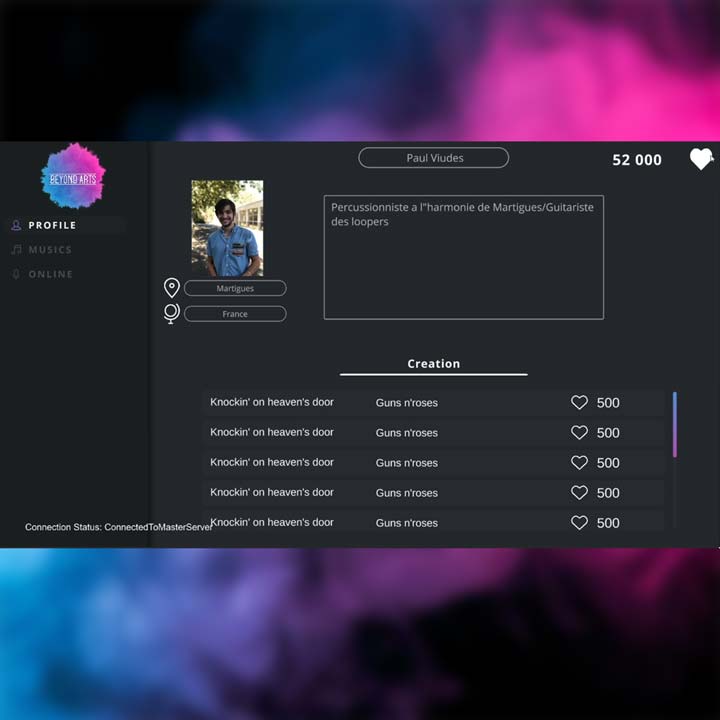 Paul Viudes
52 000
BEYOND ARTS
PROFILE
MUSICS
ONLINE
Percussionniste a l"harmonie de Martigues/Guitariste
des loopers
Martigues
France
Creation
Knockin' on heaven's door Guns n'roses 500
Knockin' on heaven's door Guns n'roses 500
Knockin' on heaven's door Guns n'roses 500
Knockin' on heaven's door Guns n'roses 500
Knockin' on heaven's door Guns n'roses 500
Connection Status: ConnectedToMasterServer